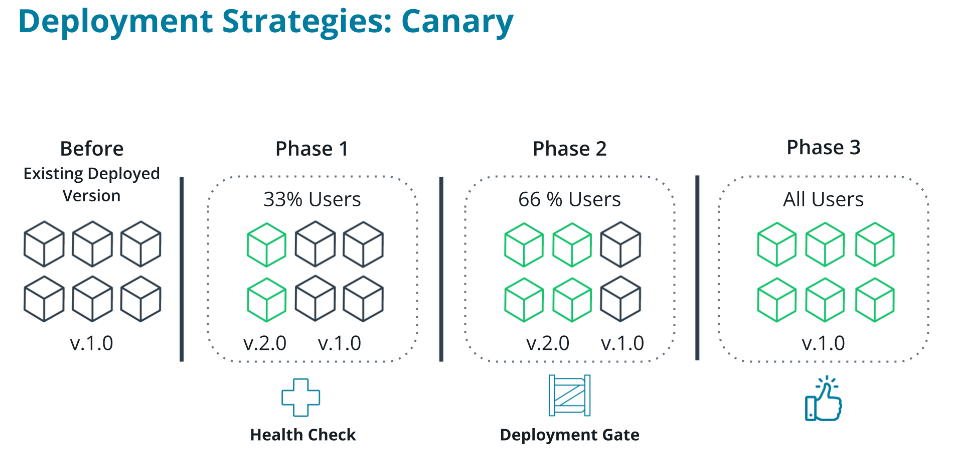 Deployment Strategies: Canary
Before
Existing Deployed
Version
v.1.0
Phase 1
33% Users
v.2.0 v.1.0
Health Check
Phase 2
66 % Users
v.2.0 v.1.0
Deployment Gate
Phase 3
All Users
v.1.0